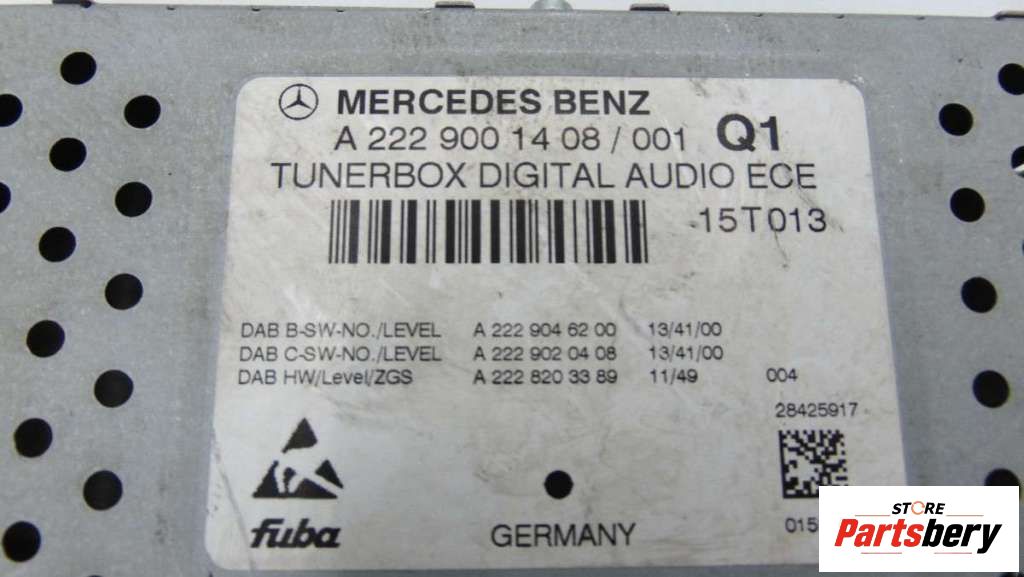 MERCEDES BENZ
A 222 900 14 08 / 001 Q1
TUNERBOX DIGITAL AUDIO ECE
15T013
DAB B-SW-NO./LEVEL A 222 904 62 00 13/41/00
DAB C-SW-NO./LEVEL A 222 902 04 08 13/41/00
DAB HW/Level/ZGS A 222 820 33 89 11/49 004
28425917
fuba
GERMANY
STORE
Partsbery